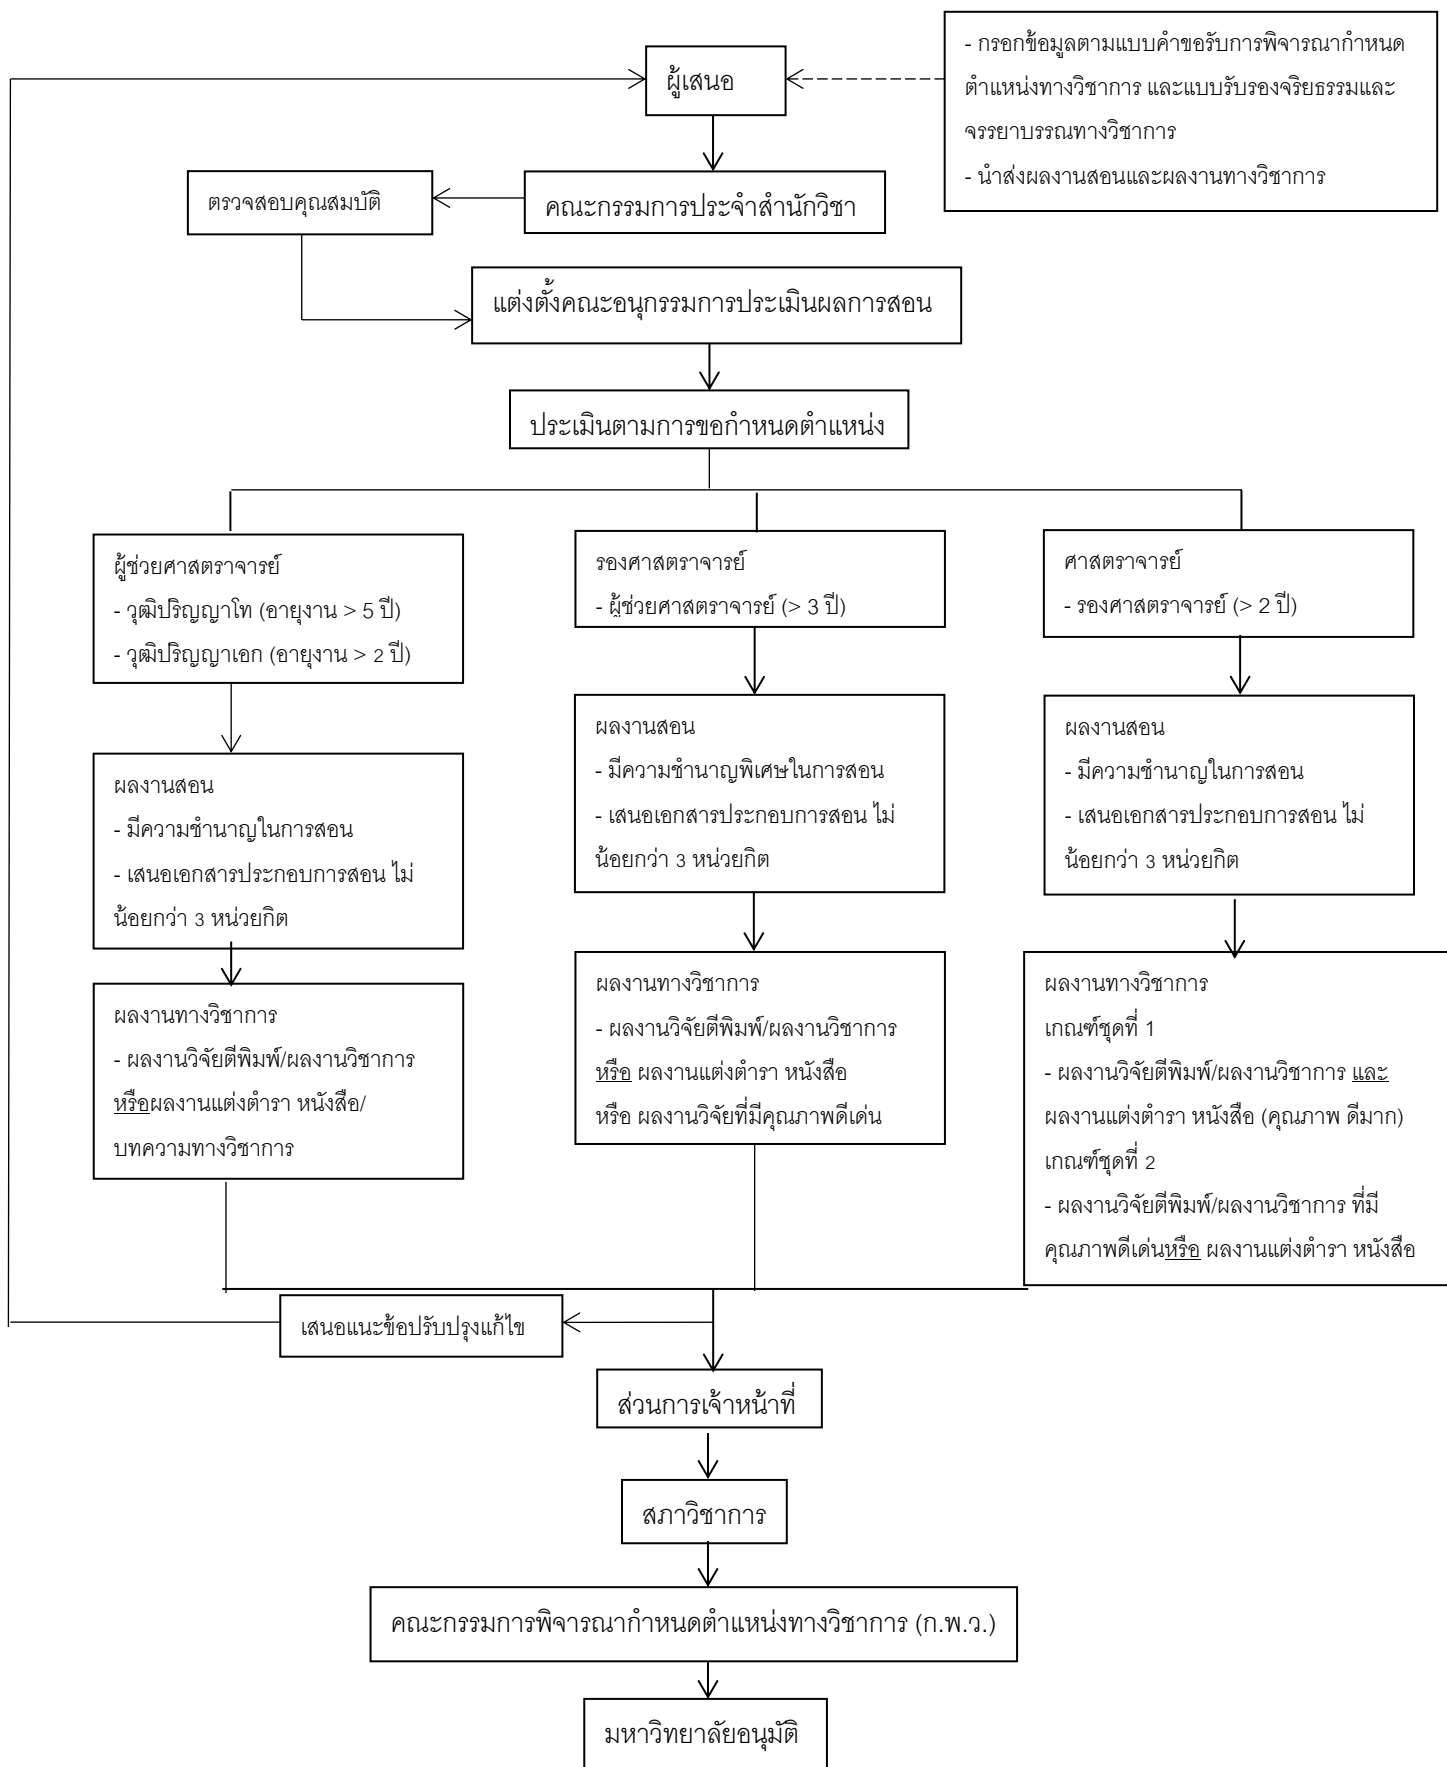 ผู้เสนอ
- กรอกข้อมูลตามแบบคำขอรับการพิจารณากำหนด
ตำแหน่งทางวิชาการ และแบบรับรองจริยธรรมและ
จรรยาบรรณทางวิชาการ
- นำส่งผลงานสอนและผลงานทางวิชาการ
ตรวจสอบคุณสมบัติ
คณะกรรมการประจำสำนักวิชา
แต่งตั้งคณะอนุกรรมการประเมินผลการสอน
ประเมินตามการขอกำหนดตำแหน่ง
ผู้ช่วยศาสตราจารย์
- วุฒิปริญญาโท (อายุงาน > 5 ปี)
- วุฒิปริญญาเอก (อายุงาน > 2 ปี)
รองศาสตราจารย์
- ผู้ช่วยศาสตราจารย์ (> 3 ปี)
ศาสตราจารย์
- รองศาสตราจารย์ (> 2 ปี)
ผลงานสอน
- มีความชำนาญในการสอน
- เสนอเอกสารประกอบการสอน ไม่
น้อยกว่า 3 หน่วยกิต
ผลงานสอน
- มีความชำนาญพิเศษในการสอน
- เสนอเอกสารประกอบการสอน ไม่
น้อยกว่า 3 หน่วยกิต
ผลงานสอน
- มีความชำนาญในการสอน
- เสนอเอกสารประกอบการสอน ไม่
น้อยกว่า 3 หน่วยกิต
ผลงานทางวิชาการ
- ผลงานวิจัยตีพิมพ์/ผลงานวิชาการ
หรือผลงานแต่งตำรา หนังสือ/
บทความทางวิชาการ
ผลงานทางวิชาการ
- ผลงานวิจัยตีพิมพ์/ผลงานวิชาการ
หรือ ผลงานแต่งตำรา หนังสือ
หรือ ผลงานวิจัยที่มีคุณภาพดีเด่น
ผลงานทางวิชาการ
เกณฑ์ชุดที่ 1
- ผลงานวิจัยตีพิมพ์/ผลงานวิชาการ และ
ผลงานแต่งตำรา หนังสือ (คุณภาพ ดีมาก)
เกณฑ์ชุดที่ 2
- ผลงานวิจัยตีพิมพ์/ผลงานวิชาการ ที่มี
คุณภาพดีเด่นหรือ ผลงานแต่งตำรา หนังสือ
เสนอแนะข้อปรับปรุงแก้ไข
ส่วนการเจ้าหน้าที่
สภาวิชาการ
คณะกรรมการพิจารณากำหนดตำแหน่งทางวิชาการ (ก.พ.ว.)
มหาวิทยาลัยอนุมัติ